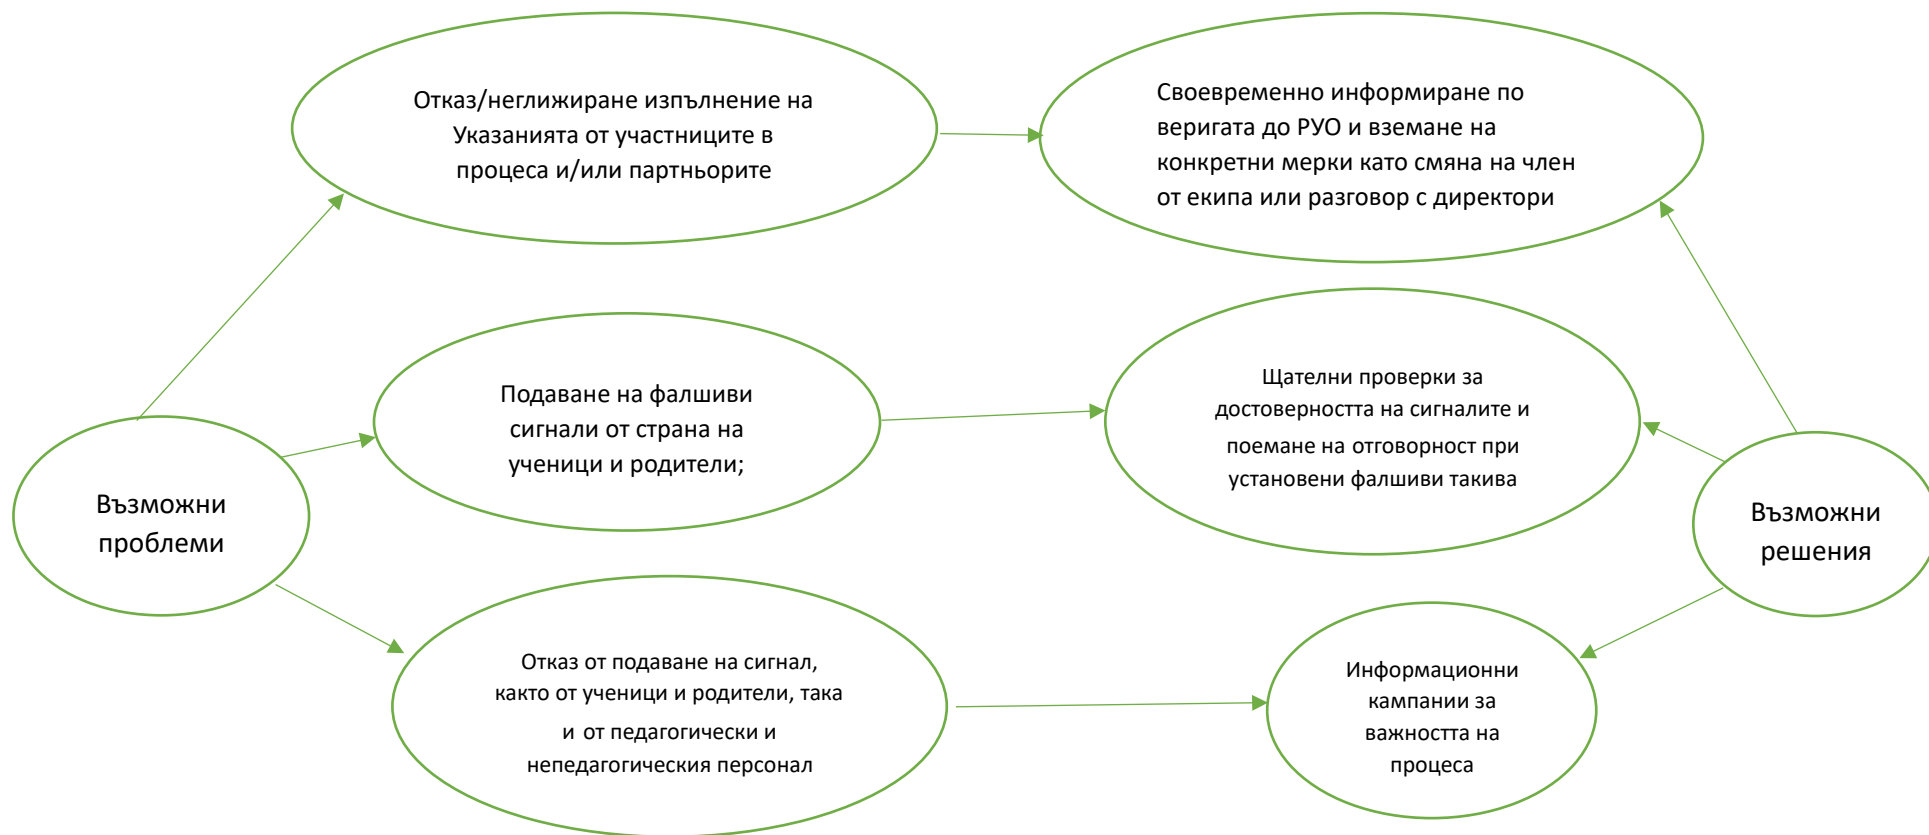 Отказ/неглижиране изпълнение на
Указанията от участниците в
процеса и/или партньорите
Своевременно информиране по
веригата до РУО и вземане на
конкретни мерки като смяна на член
от екипа или разговор с директори
Подаване на фалшиви
сигнали от страна на
ученици и родители;
Щателни проверки за
достоверността на сигналите и
поемане на отговорност при
установени фалшиви такива
Възможни
проблеми
Възможни
решения
Отказ от подаване на сигнал,
както от ученици и родители, така
и от педагогически и
непедагогическия персонал
Информационни
кампании за
важността на
процеса